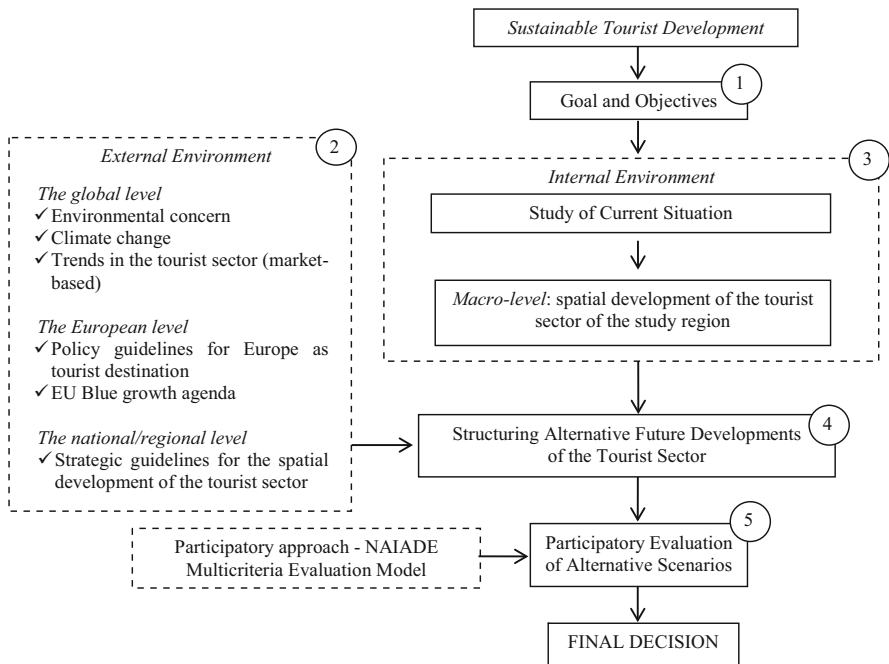 Sustainable Tourist Development
1
Goal and Objectives
2
External Environment
The global level
✓ Environmental concern
✓ Climate change
✓ Trends in the tourist sector (market-
based)
The European level
✓ Policy guidelines for Europe as
tourist destination
✓ EU Blue growth agenda
The national/regional level
✓ Strategic guidelines for the spatial
development of the tourist sector
3
Internal Environment
Study of Current Situation
Macro-level: spatial development of the tourist
sector of the study region
4
Structuring Alternative Future Developments
of the Tourist Sector
5
Participatory approach - NAIADE
Multicriteria Evaluation Model
Participatory Evaluation
of Alternative Scenarios
FINAL DECISION